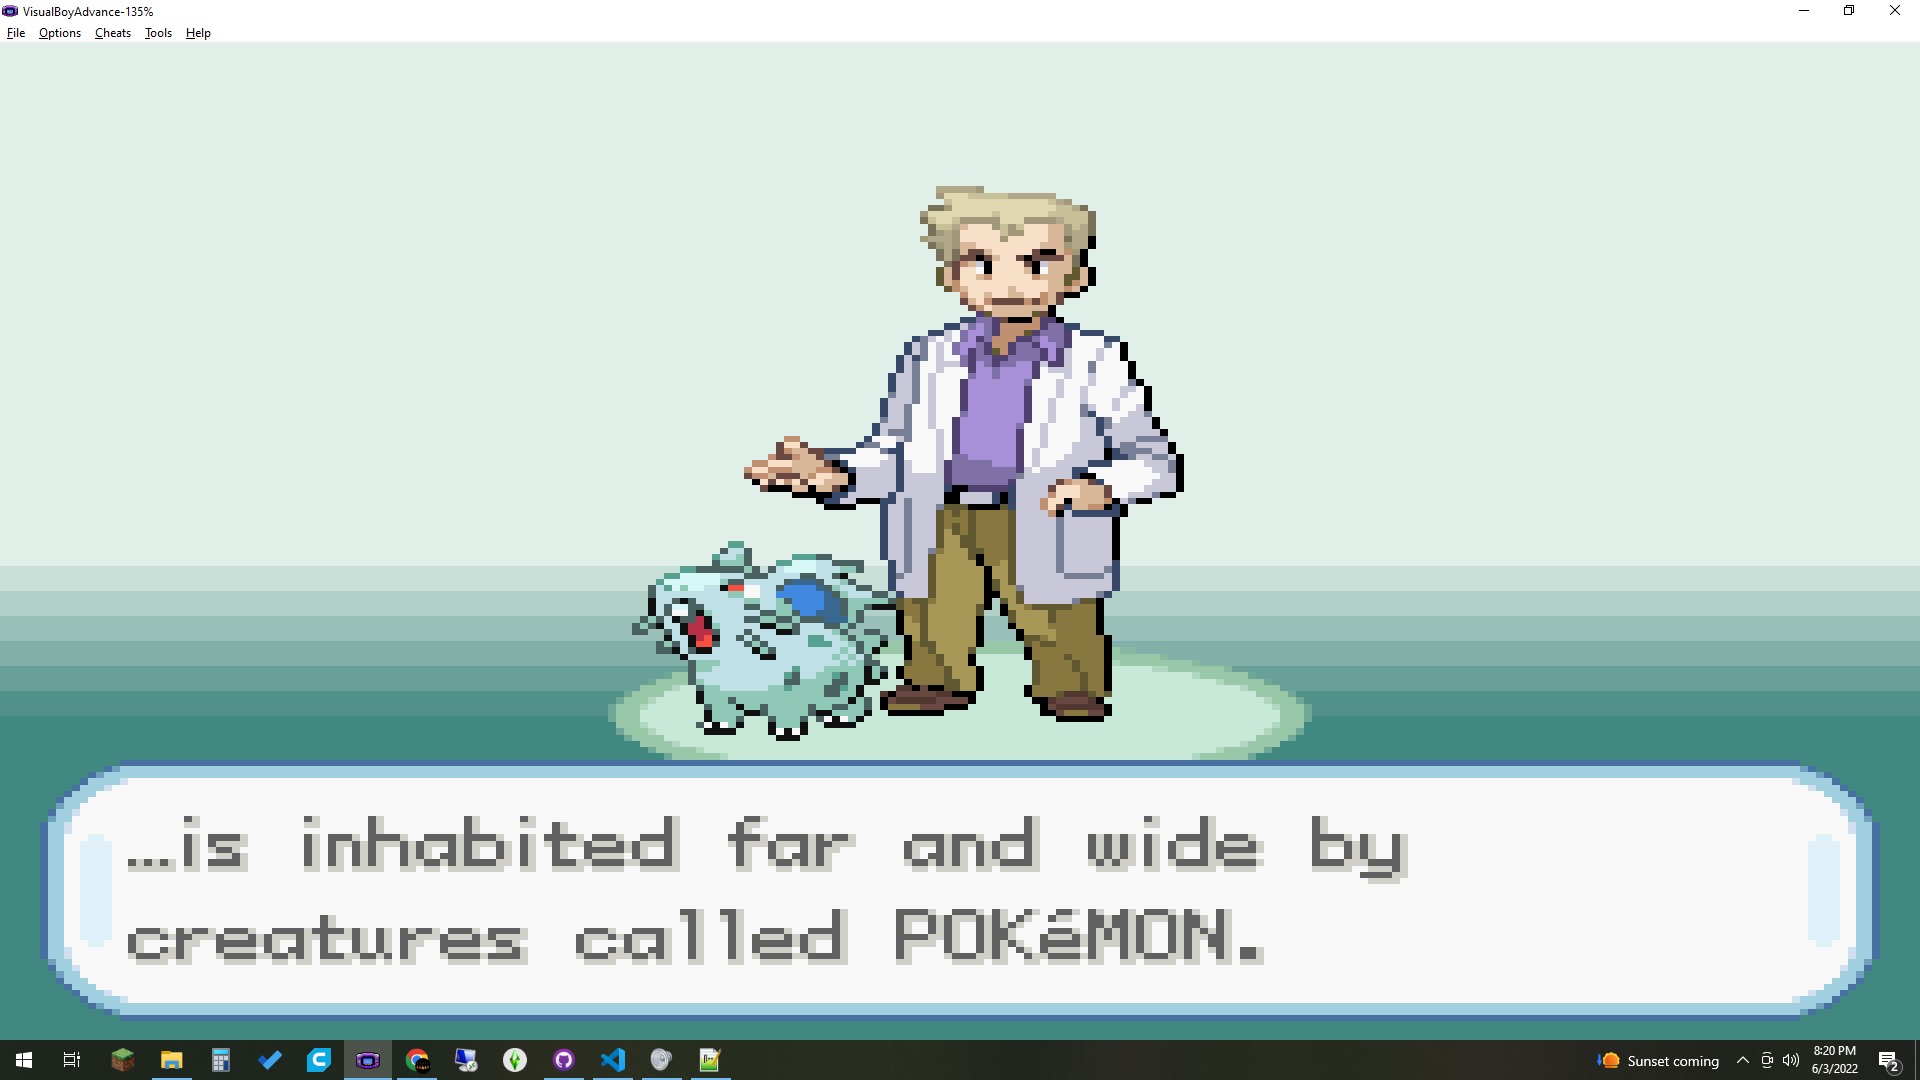 VisualBoyAdvance-135%
File Options Cheats Tools Help
…is inhabited far and wide by
creatures called POKéMON.
Sunset coming
8:20 PM
6/3/2022
2